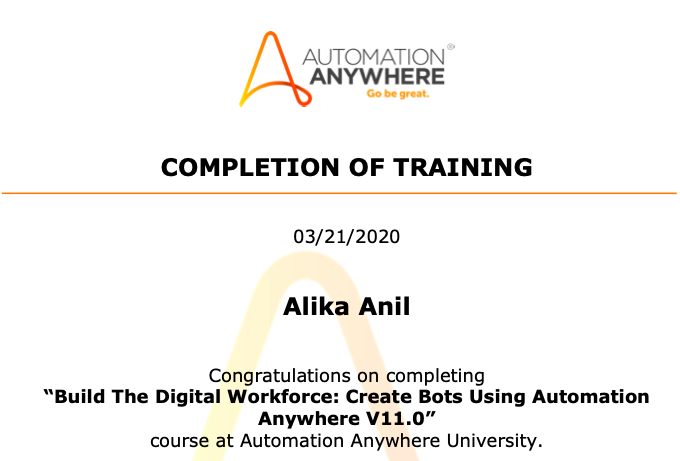 AUTOMATION®
ANYWHERE
Go be great.
COMPLETION OF TRAINING
03/21/2020
Alika Anil
Congratulations on completing
“Build The Digital Workforce: Create Bots Using Automation
Anywhere V11.0”
course at Automation Anywhere University.